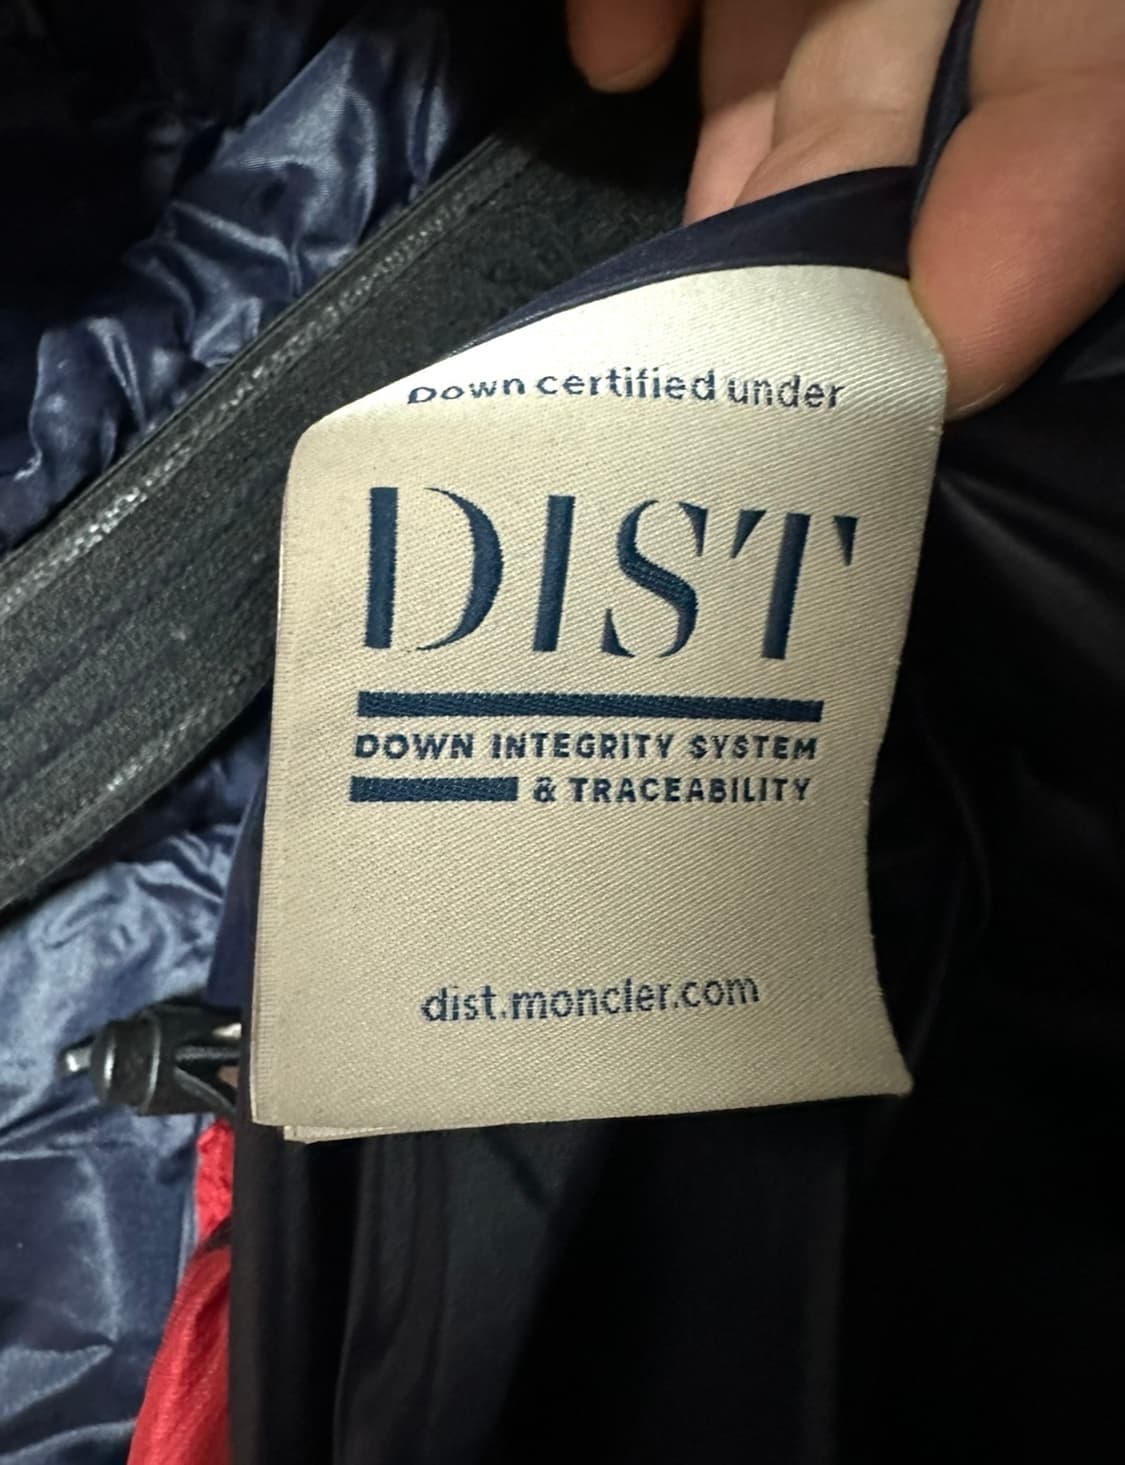 Down certified under
DIST
DOWN INTEGRITY SYSTEM
& TRACEABILITY
dist.moncler.com